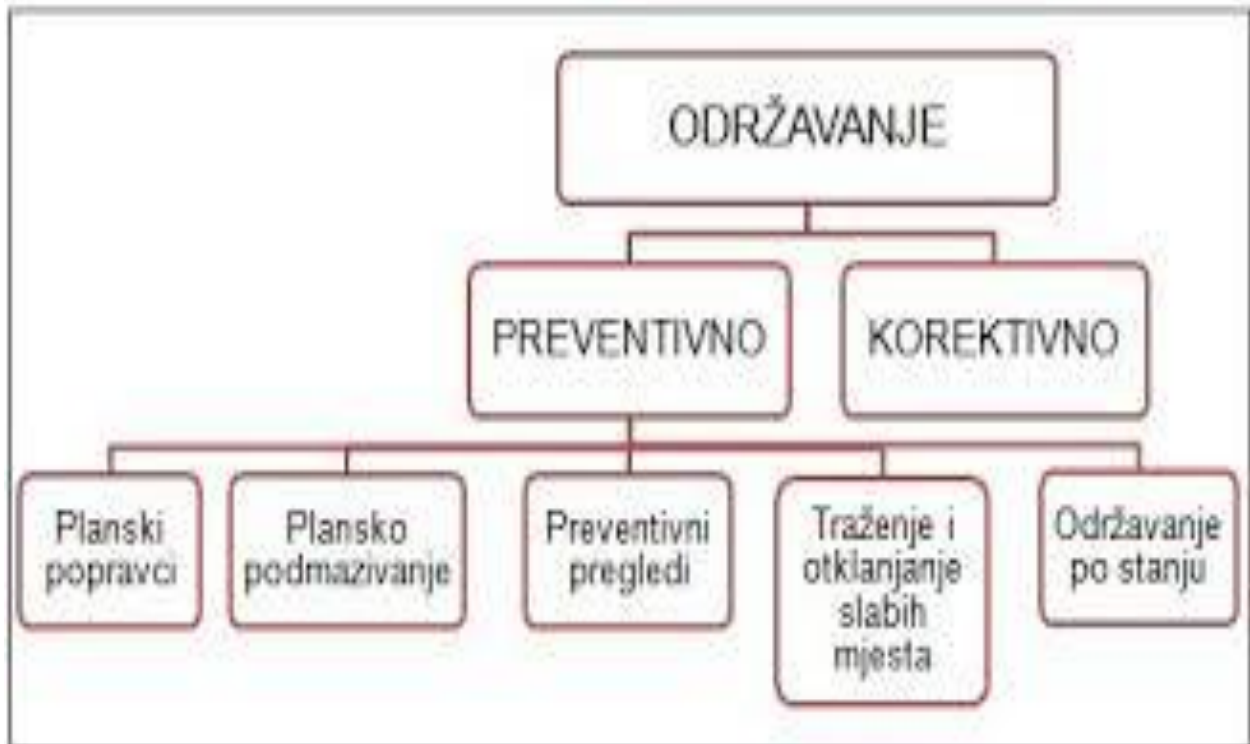 ODRŽAVANJE
PREVENTIVNO
KOREKTIVNO
Planski
popravci
Plansko
podmazivanje
Preventivni
pregledi
Traženje i
otklanjanje
slabih
mjesta
Održavanje
po stanju